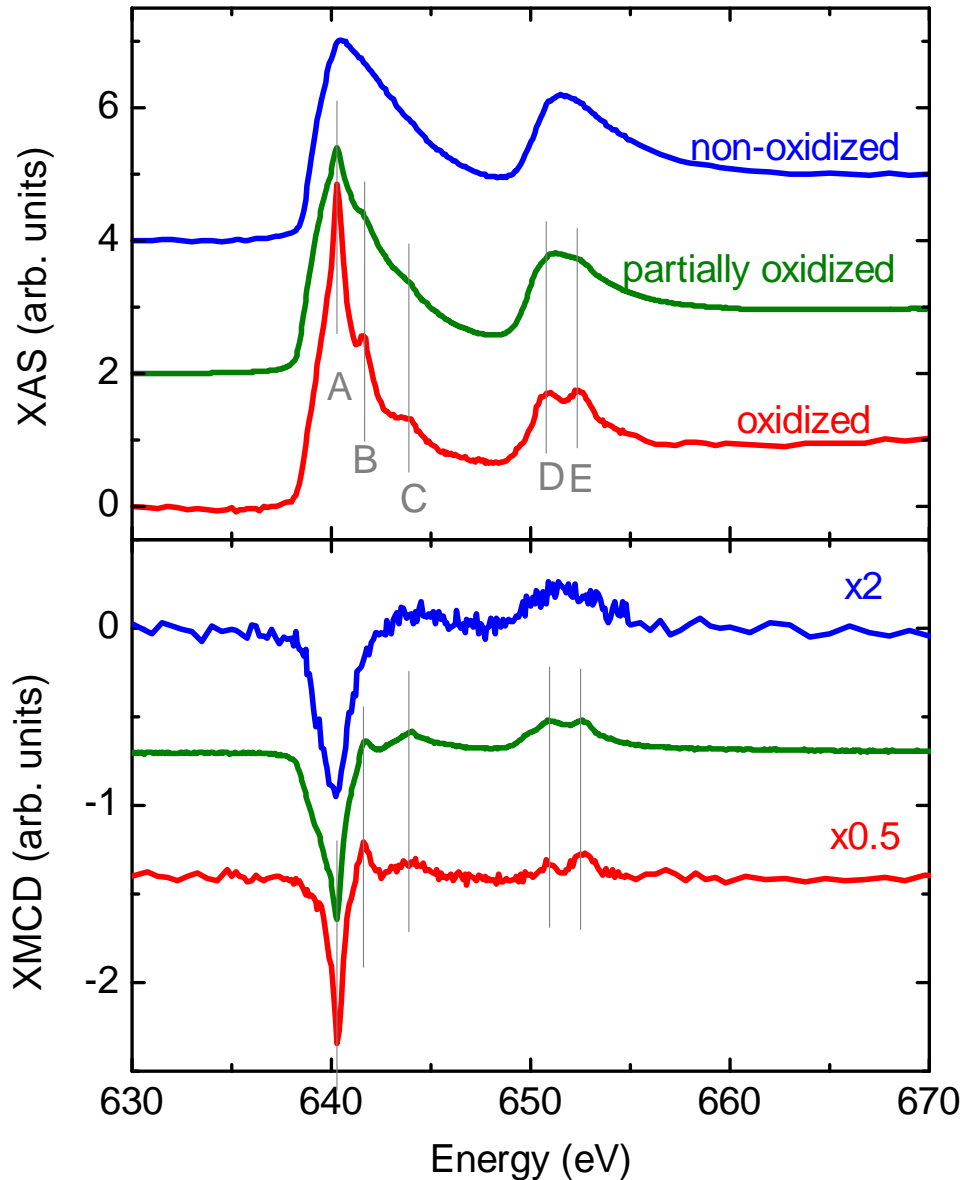 XAS (arb. units)
6
4
2
0
non-oxidized
partially oxidized
oxidized
A
B
C
D
E
XMCD (arb. units)
0
-1
-2
x2
x0.5
630
640
650
660
670
Energy (eV)